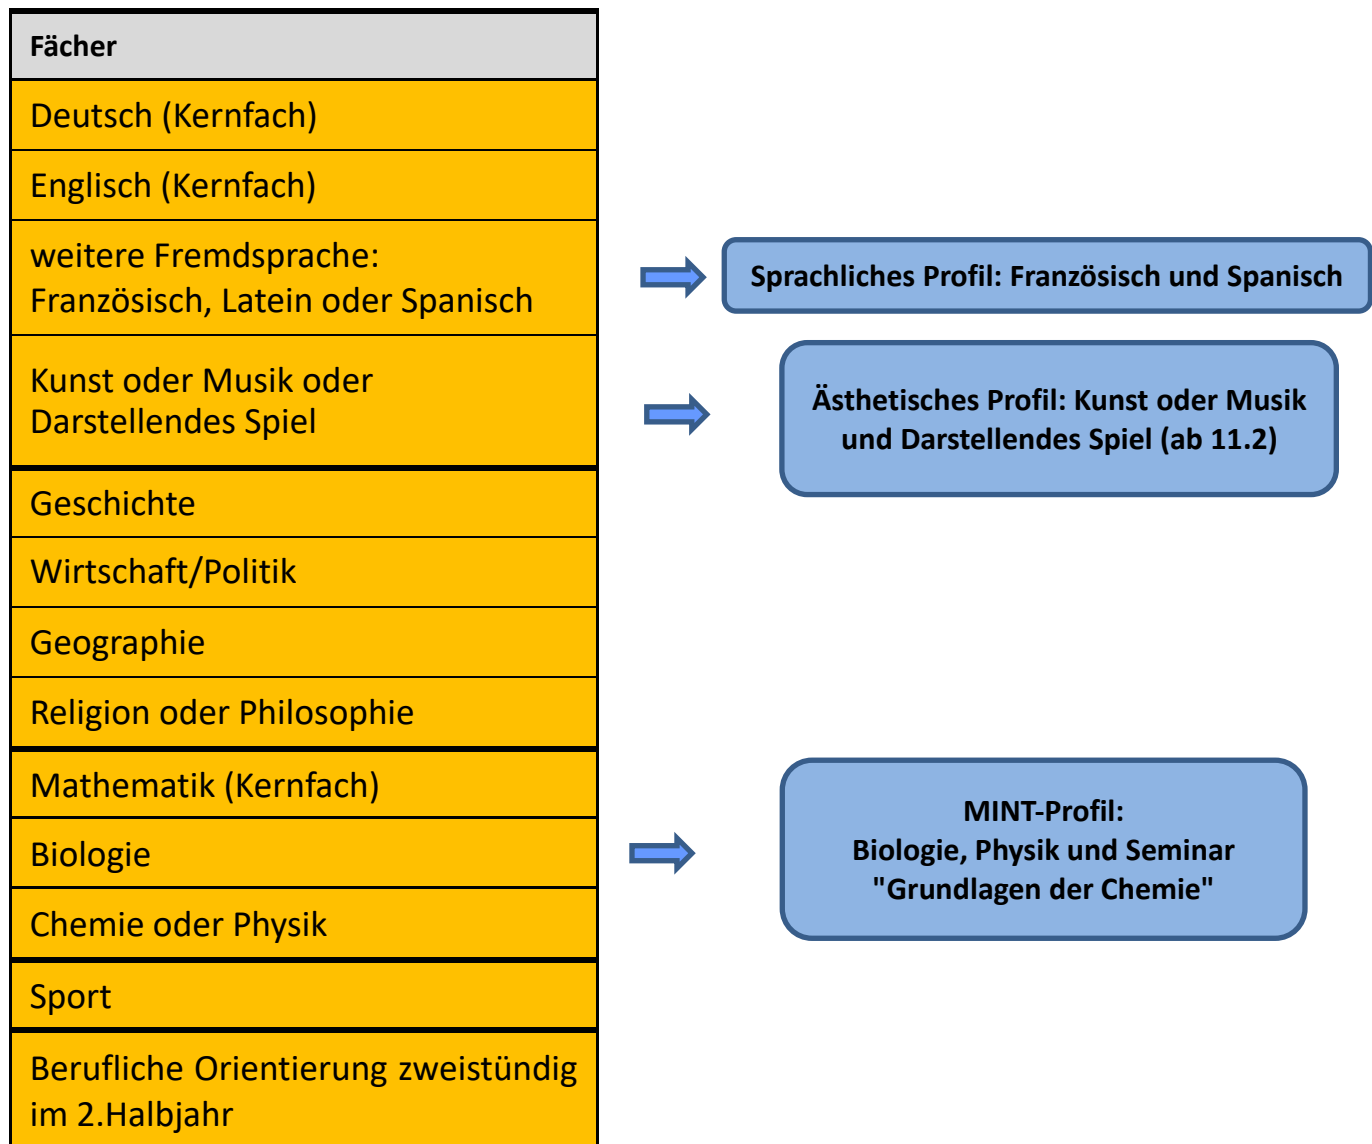 Fächer
Deutsch (Kernfach)
Englisch (Kernfach)
weitere Fremdsprache:
Französisch, Latein oder Spanisch
Sprachliches Profil: Französisch und Spanisch
Kunst oder Musik oder
Darstellendes Spiel
Ästhetisches Profil: Kunst oder Musik
und Darstellendes Spiel (ab 11.2)
Geschichte
Wirtschaft/Politik
Geographie
Religion oder Philosophie
Mathematik (Kernfach)
Biologie
Chemie oder Physik
MINT-Profil:
Biologie, Physik und Seminar
"Grundlagen der Chemie"
Sport
Berufliche Orientierung zweistündig
im 2.Halbjahr